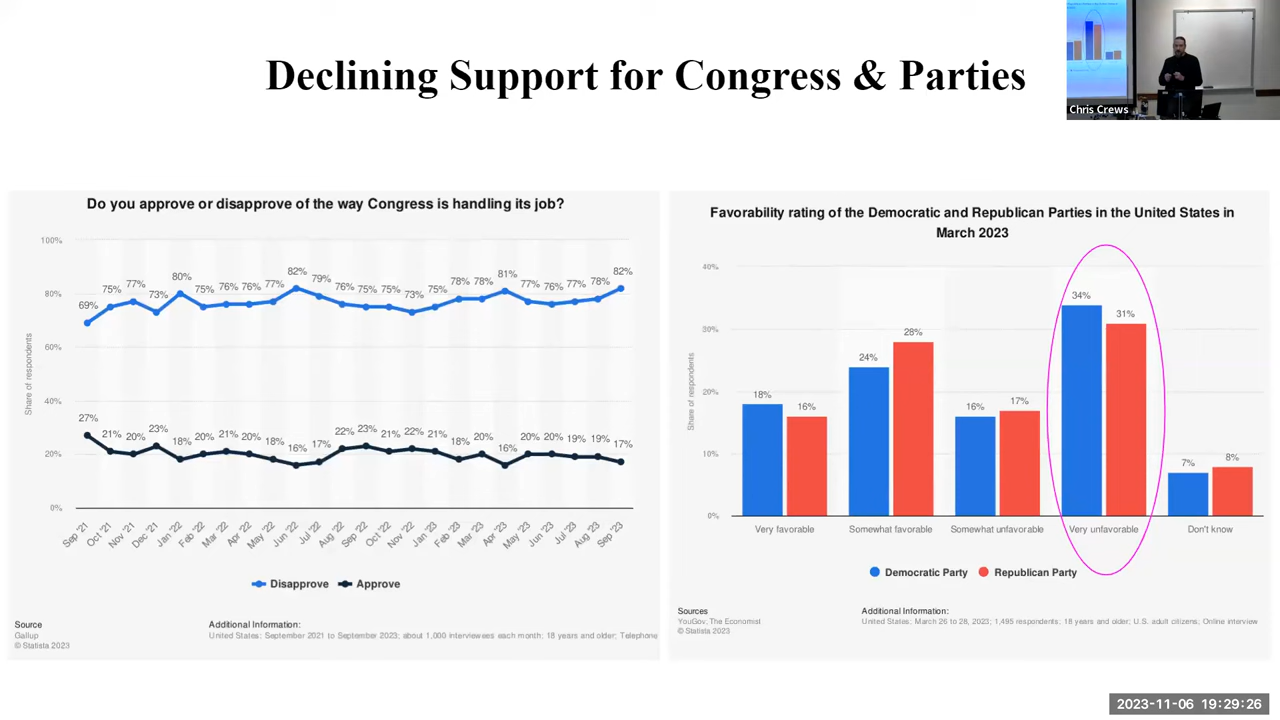 Declining Support for Congress & Parties
Chris Crews
Do you approve or disapprove of the way Congress is handling its job?
100%
80%
60%
40%
20%
0%
Share of respondents
69% 75% 77% 73% 80% 75% 76% 76% 77% 82% 79% 76% 75% 75% 73% 75% 78% 78% 81% 77% 76% 77% 78% 82%
27% 21% 20% 23% 18% 20% 21% 20% 18% 16% 17% 22% 23% 21% 22% 21% 18% 20% 16% 20% 20% 19% 19% 17%
Sep '21 Oct '21 Nov '21 Dec '21 Jan '22 Feb '22 Mar '22 Apr '22 May '22 Jun '22 Jul '22 Aug '22 Sep '22 Oct '22 Nov '22 Jan '23 Feb '23 Mar '23 Apr '23 May '23 Jun '23 Jul '23 Aug '23 Sep '23
Disapprove Approve
Source
Gallup
© Statista 2023
Additional Information:
United States; September 2021 to September 2023; about 1,000 interviewees each month; 18 years and older; Telephone
Favorability rating of the Democratic and Republican Parties in the United States in
March 2023
40%
30%
20%
10%
0%
Share of respondents
18% 16% 24% 28% 16% 17% 34% 31% 7% 8%
Very favorable Somewhat favorable Somewhat unfavorable Very unfavorable Don't know
Democratic Party Republican Party
Sources
YouGov; The Economist
© Statista 2023
Additional Information:
United States; March 26 to 28, 2023; 1,495 respondents; 18 years and older; U.S. adult citizens; Online interview
2023-11-06 19:29:26